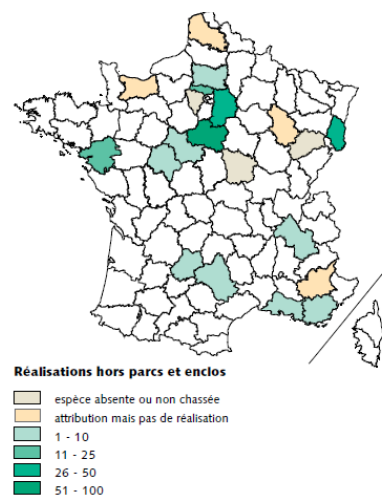 Réalisations hors parcs et enclos
espèce absente ou non chassée
attribution mais pas de réalisation
1 - 10
11 - 25
26 - 50
51 - 100